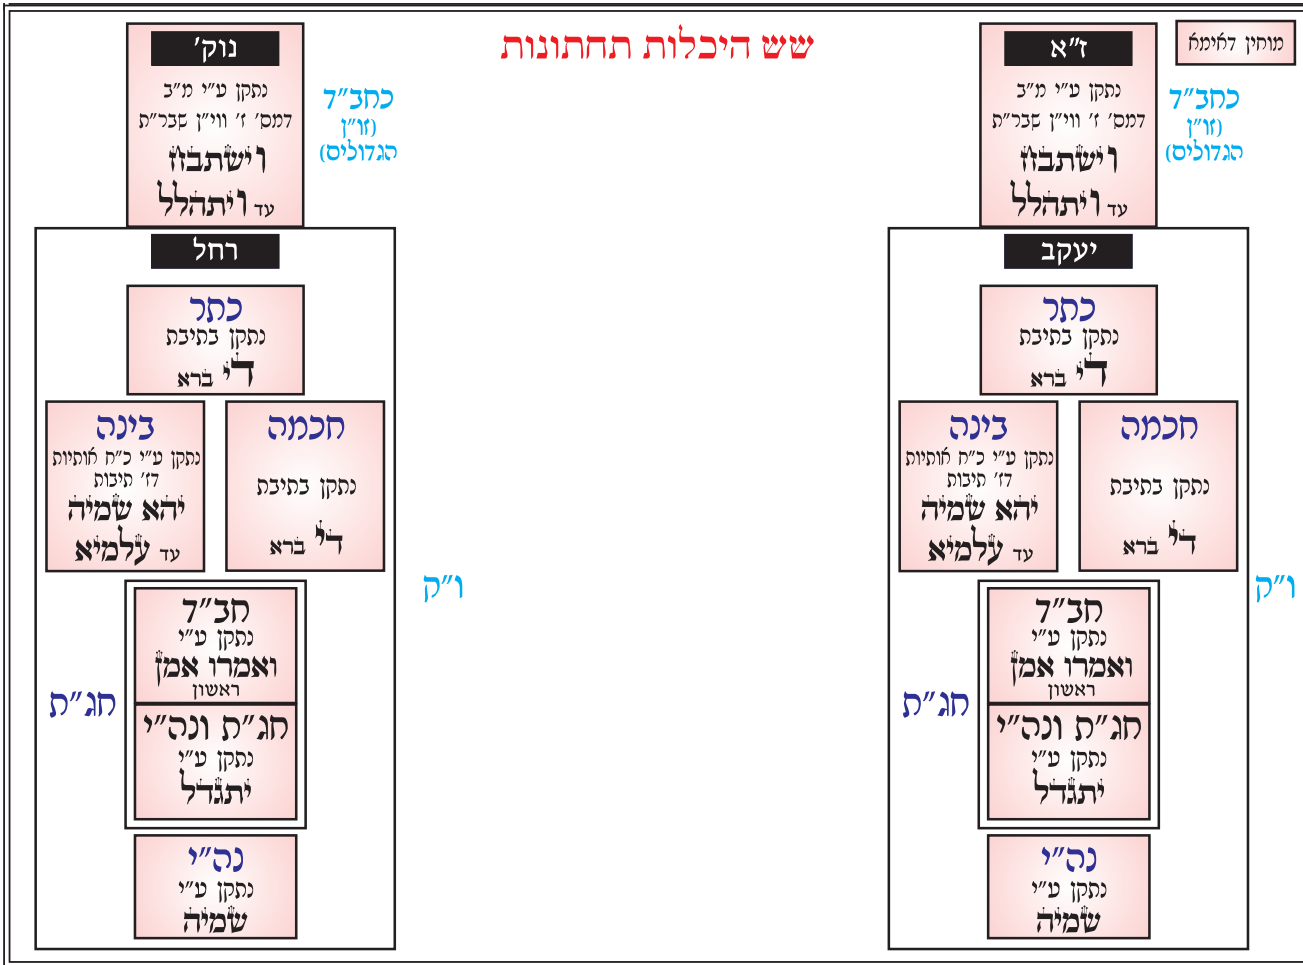 שש היכלות תחתונות
מוחין דאימא
ז״א
נתקן ע״י מ״ב
דמס׳ ז׳ ווי״ן שבר״ת
וישתבח
עד ויתהלל
כחב״ד
(זו״ן
הגדולים)
יעקב
כתר
נתקן בתיבת
די ברא
חכמה
נתקן בתיבת
די ברא
בינה
נתקן ע״י כ״ח אותיות
דז׳ תיבות
יהא שמיה
עד עלמיא
ו״ק
חג״ת
חב״ד
נתקן ע״י
ואמרו אמן
ראשון
חג״ת ונה״י
נתקן ע״י
יתגדל
נה״י
נתקן ע״י
שמיה
נוק׳
נתקן ע״י מ״ב
דמס׳ ז׳ ווי״ן שבר״ת
וישתבח
עד ויתהלל
כחב״ד
(זו״ן
הגדולים)
רחל
כתר
נתקן בתיבת
די ברא
חכמה
נתקן בתיבת
די ברא
בינה
נתקן ע״י כ״ח אותיות
דז׳ תיבות
יהא שמיה
עד עלמיא
ו״ק
חג״ת
חב״ד
נתקן ע״י
ואמרו אמן
ראשון
חג״ת ונה״י
נתקן ע״י
יתגדל
נה״י
נתקן ע״י
שמיה